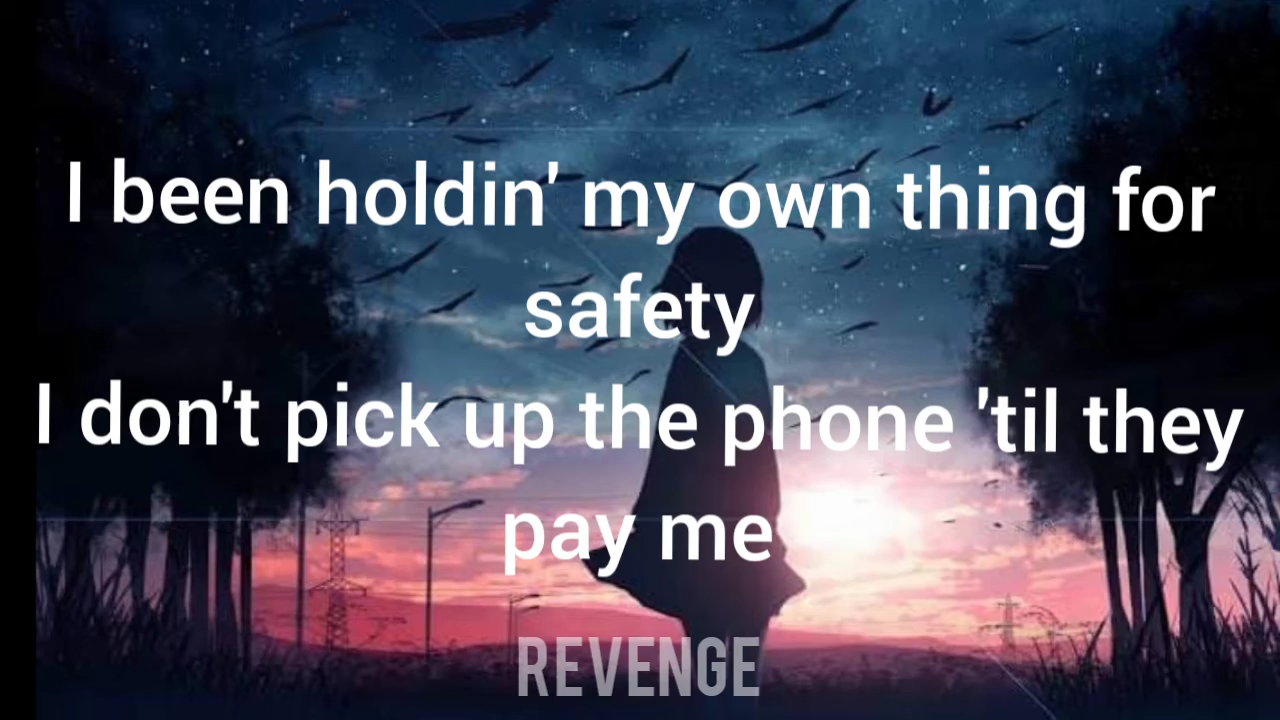 I been holdin' my own thing for
safety
I don't pick up the phone 'til they
pay me
REVENGE